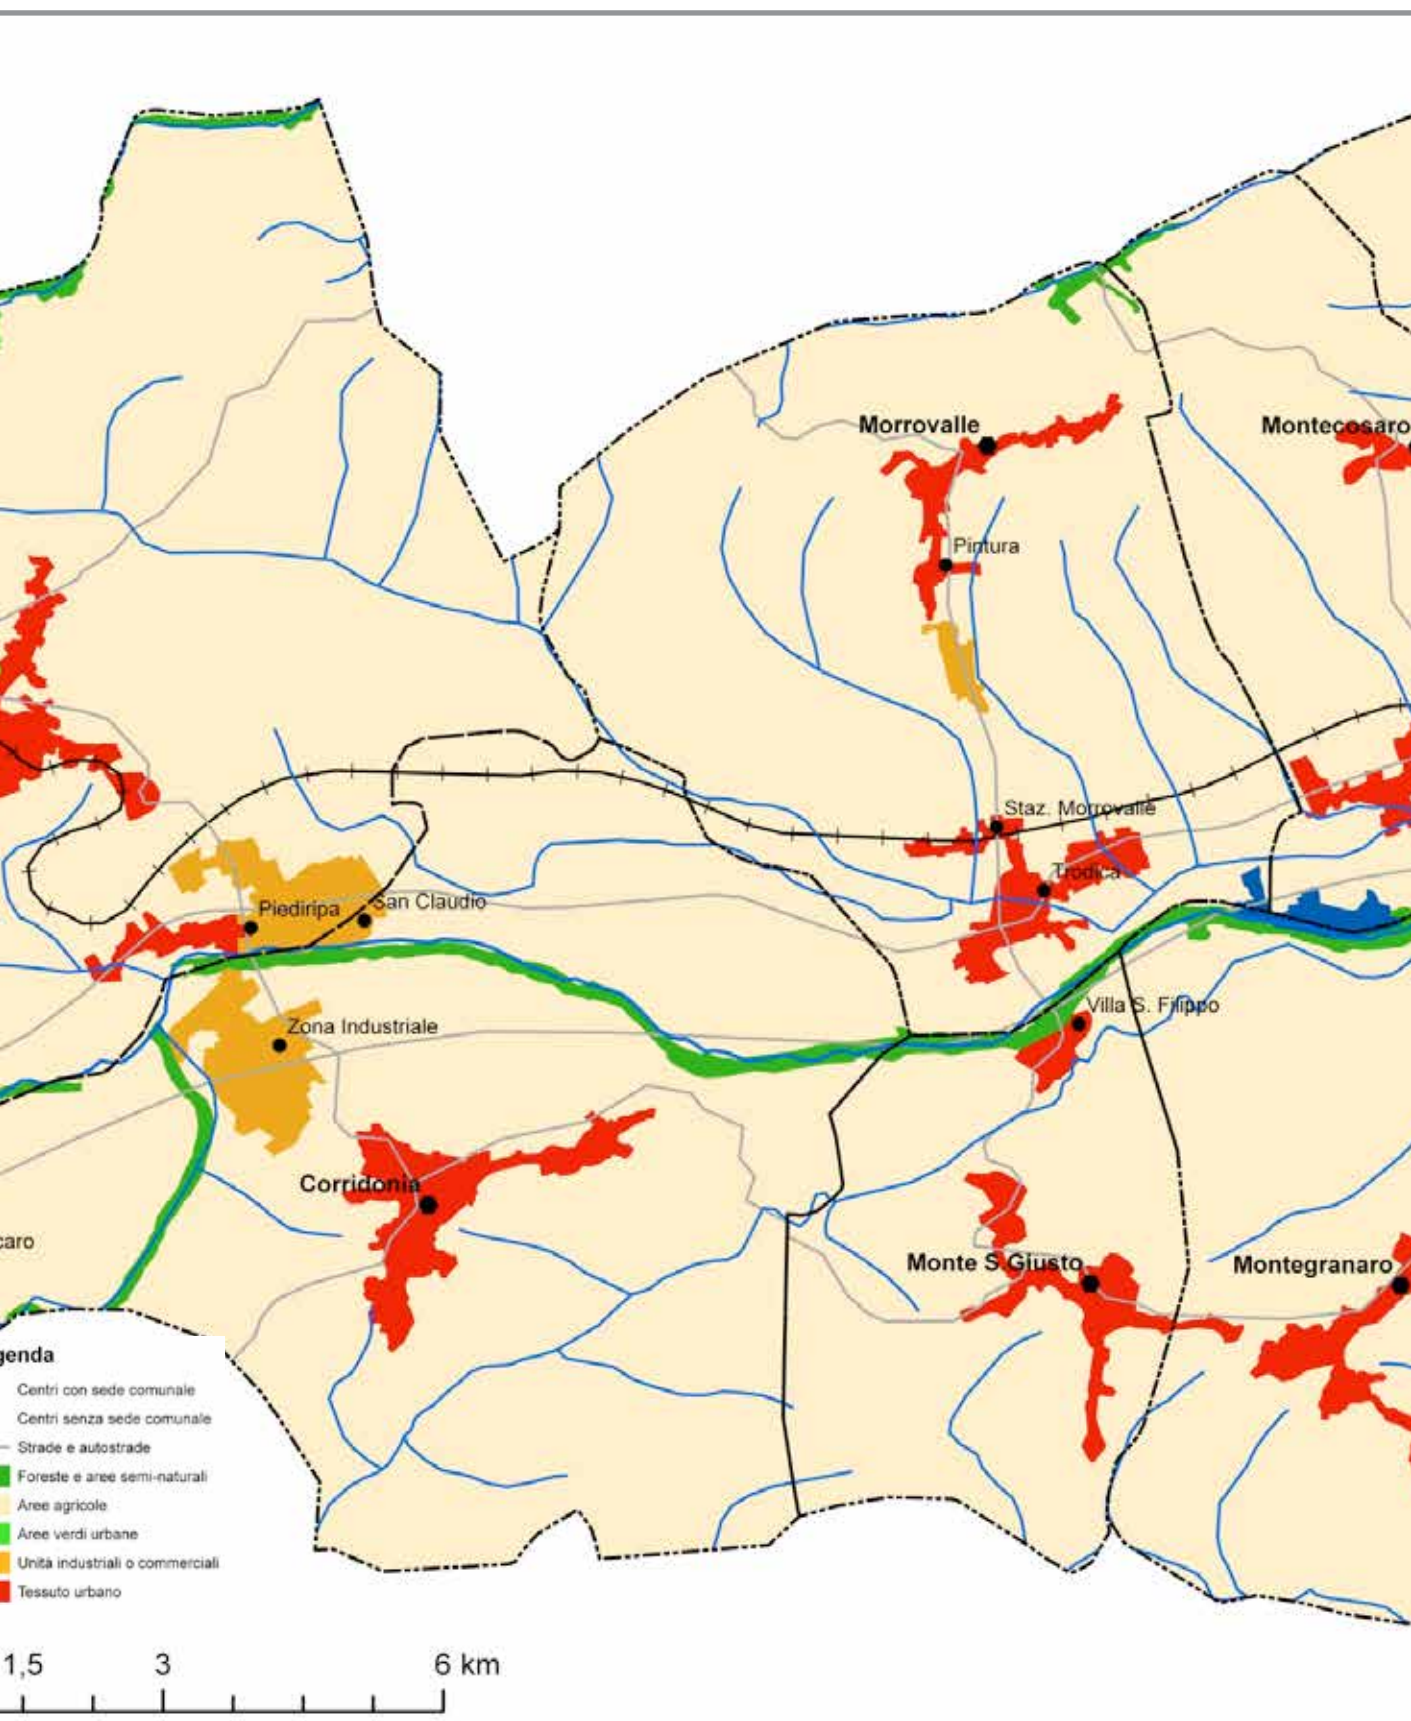 Morrovalle
Montecosaro
Pintura
Staz. Morrovalle
Trodica
Piediripa
San Claudio
Villa S. Filippo
Zona Industriale
Corridonia
caro
Monte S.Giusto
Montegranaro
genda
Centri con sede comunale
Centri senza sede comunale
Strade e autostrade
Foreste e aree semi-naturali
Aree agricole
Aree verdi urbane
Unità industriali o commerciali
Tessuto urbano
1,5 3 6 km